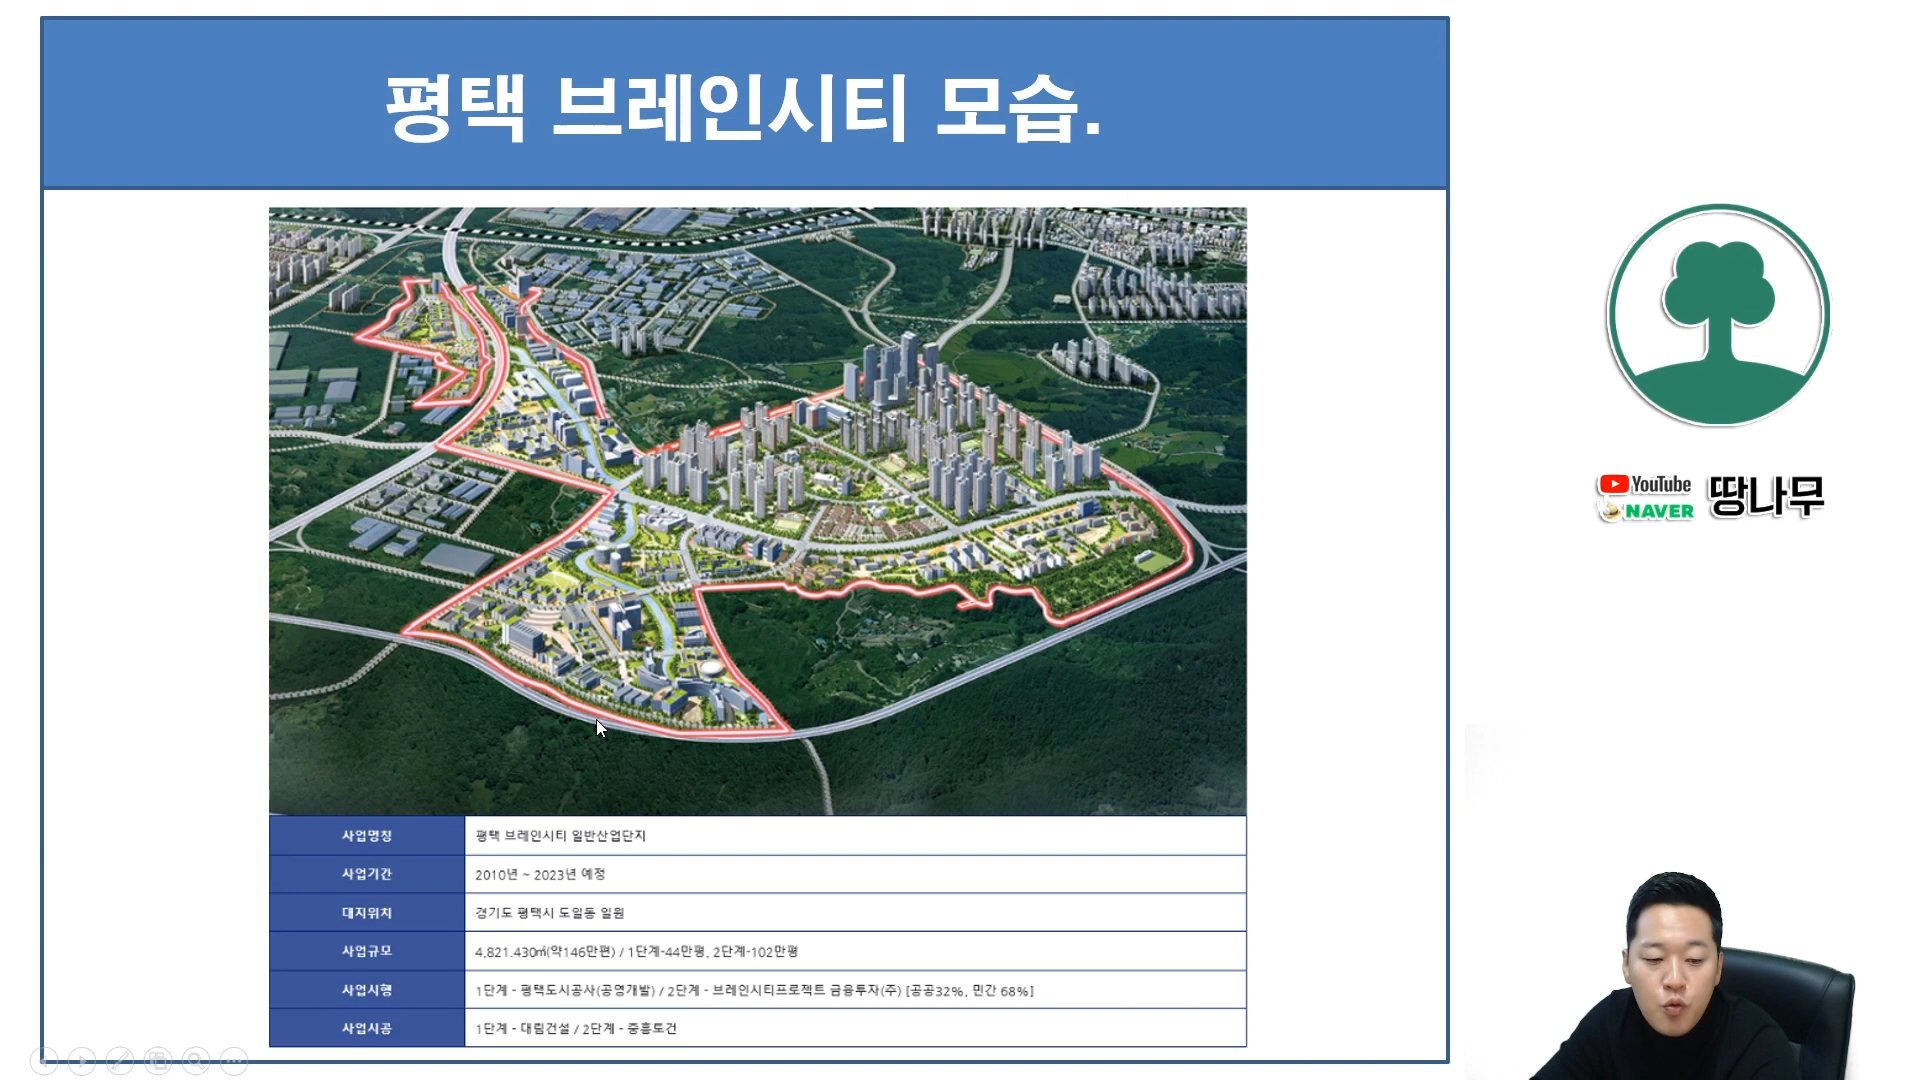 평택 브레인시티 모습.
YouTube
NAVER
땅나무
사업명칭 평택 브레인시티 일반산업단지
사업기간 2010년 ~ 2023년 예정
대지위치 경기도 평택시 도일동 일원
사업규모 4,821.430㎡(약146만편) / 1단계-44만평, 2단계-102만평
사업시행 1단계 - 평택도시공사(공영개발) / 2단계 - 브레인시티프로젝트 금융투자(주) [공공32%, 민간 68%]
사업시공 1단계 - 대림건설 / 2단계 - 중흥토건